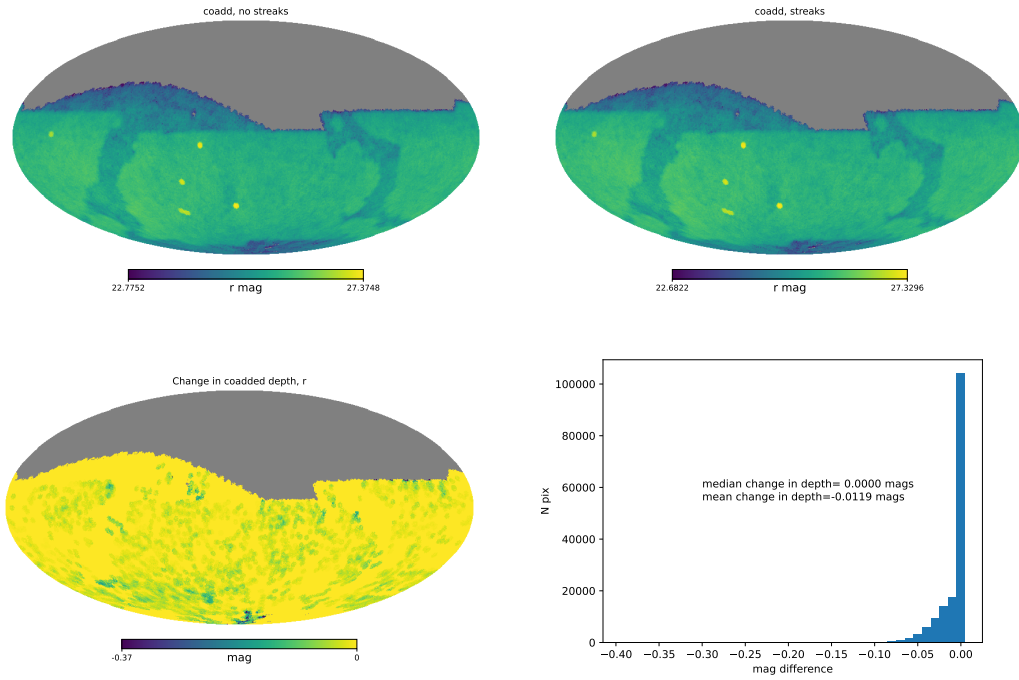 coadd, no streaks
22.7752 27.3748
r mag
coadd, streaks
22.6822 27.3296
r mag
Change in coadded depth, r
-0.37 0
mag
100000
80000
60000
40000
20000
0
N pix
median change in depth= 0.0000 mags
mean change in depth=-0.0119 mags
−0.40 −0.35 −0.30 −0.25 −0.20 −0.15 −0.10 −0.05 0.00
mag difference